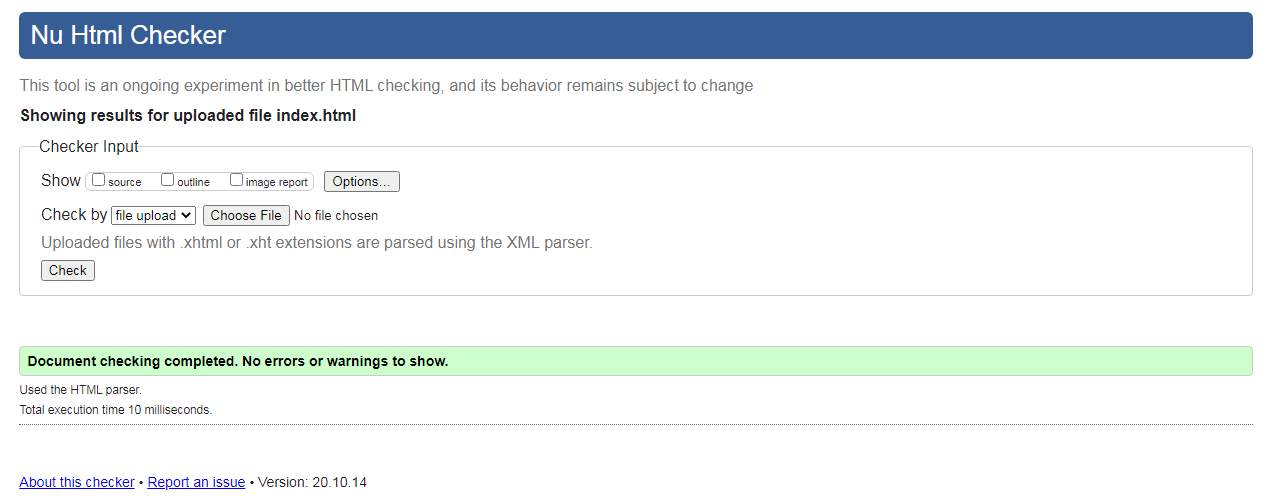 Nu Html Checker
This tool is an ongoing experiment in better HTML checking, and its behavior remains subject to change
Showing results for uploaded file index.html
Checker Input
Show source outline image report Options...
Check by file upload Choose File No file chosen
Uploaded files with .xhtml or .xht extensions are parsed using the XML parser.
Check
Document checking completed. No errors or warnings to show.
Used the HTML parser.
Total execution time 10 milliseconds.
About this checker • Report an issue • Version: 20.10.14